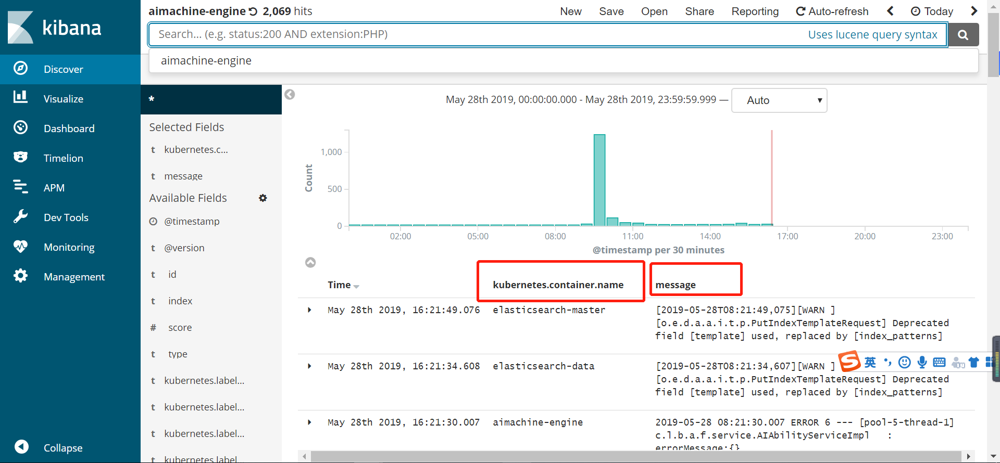 kibana
Discover
Visualize
Dashboard
Timelion
APM
Dev Tools
Monitoring
Management
Collapse
aimachine-engine 2,069 hits
New Save Open Share Reporting Auto-refresh Today
Search... (e.g. status:200 AND extension:PHP) Uses lucene query syntax
aimachine-engine
*
Selected Fields
t kubernetes.c...
t message
Available Fields
@timestamp
t @version
t id
t index
# score
t type
t kubernetes.label...
t kubernetes.label...
t kubernetes.label...
t kubernetes.label...
May 28th 2019, 00:00:00.000 - May 28th 2019, 23:59:59.999 — Auto
Count
1,000
500
0
02:00 05:00 08:00 11:00 14:00 17:00 20:00 23:00
@timestamp per 30 minutes
Time kubernetes.container.name message
May 28th 2019, 16:21:49.076 elasticsearch-master [2019-05-28T08:21:49,075][WARN ]
[o.e.d.a.a.i.t.p.PutIndexTemplateRequest] Deprecated
field [template] used, replaced by [index_patterns]
May 28th 2019, 16:21:34.608 elasticsearch-data [2019-05-28T08:21:34,607][WARN ]
[o.e.d.a.a.i.t.p.PutIndexTemplateRequest] Deprecated
field [template] used, replaced by [index_patterns]
May 28th 2019, 16:21:30.007 aimachine-engine 2019-05-28 08:21:30.007 ERROR 6 --- [pool-5-thread-1]
c.l.b.a.f.service.AIAbilityServiceImpl :
errorMessage:{}
英